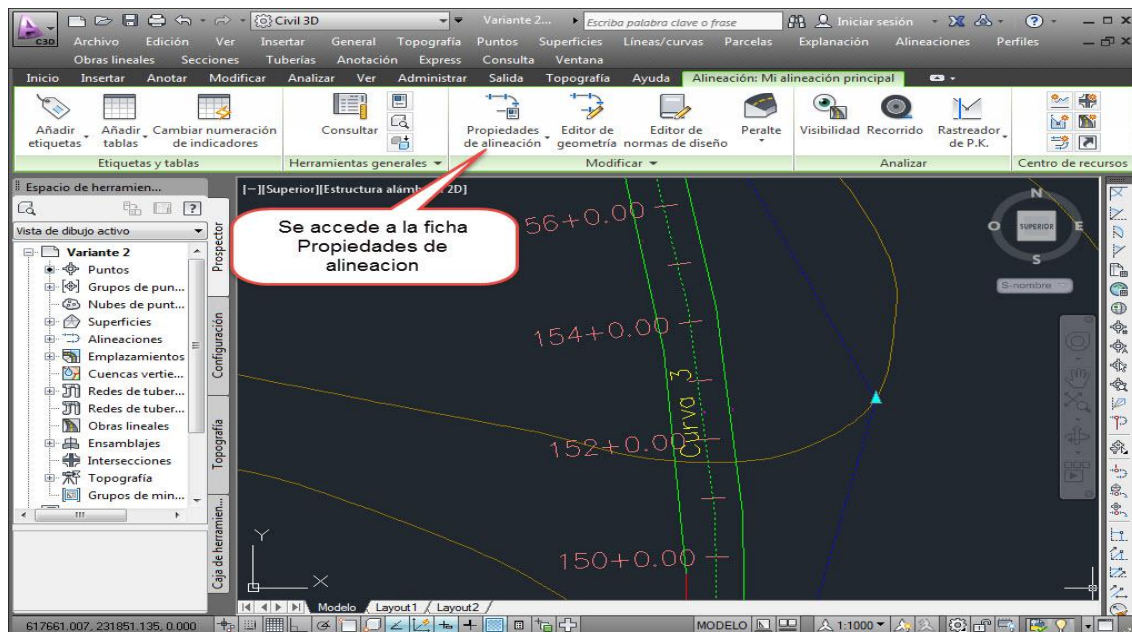 C3D
Civil 3D
Variante 2...
Escriba palabra clave o frase
Iniciar sesión
Archivo Edición Ver Insertar General Topografía Puntos Superficies Líneas/curvas Parcelas Explanación Alineaciones Perfiles
Obras lineales Secciones Tuberías Anotación Express Consulta Ventana
Inicio Insertar Anotar Modificar Analizar Ver Administrar Salida Topografía Ayuda Alineación: Mi alineación principal
Añadir etiquetas
Añadir tablas
Cambiar numeración de indicadores
Consultar
Propiedades de alineación
Editor de geometría
Editor de normas de diseño
Peralte
Visibilidad
Recorrido
Rastreador de P.K.
Etiquetas y tablas
Herramientas generales
Modificar
Analizar
Centro de recursos
Espacio de herramien...
Vista de dibujo activo
Variante 2
Puntos
Grupos de pun...
Nubes de punt...
Superficies
Alineaciones
Emplazamientos
Cuencas vertie...
Redes de tuber...
Redes de tuber...
Obras lineales
Ensamblajes
Intersecciones
Topografía
Grupos de min...
Prospector
Configuración
Topografía
Caja de herramien...
[−][Superior][Estructura alámb 2D]
Se accede a la ficha
Propiedades de
alineacion
56+0.00
154+0.00
Curva 3
152+0.00
150+0.00
N
O
SUPERIOR
E
S
S-nombre
Y
X
Modelo Layout1 Layout2
617661.007, 231851.135, 0.000
MODELO
1:1000